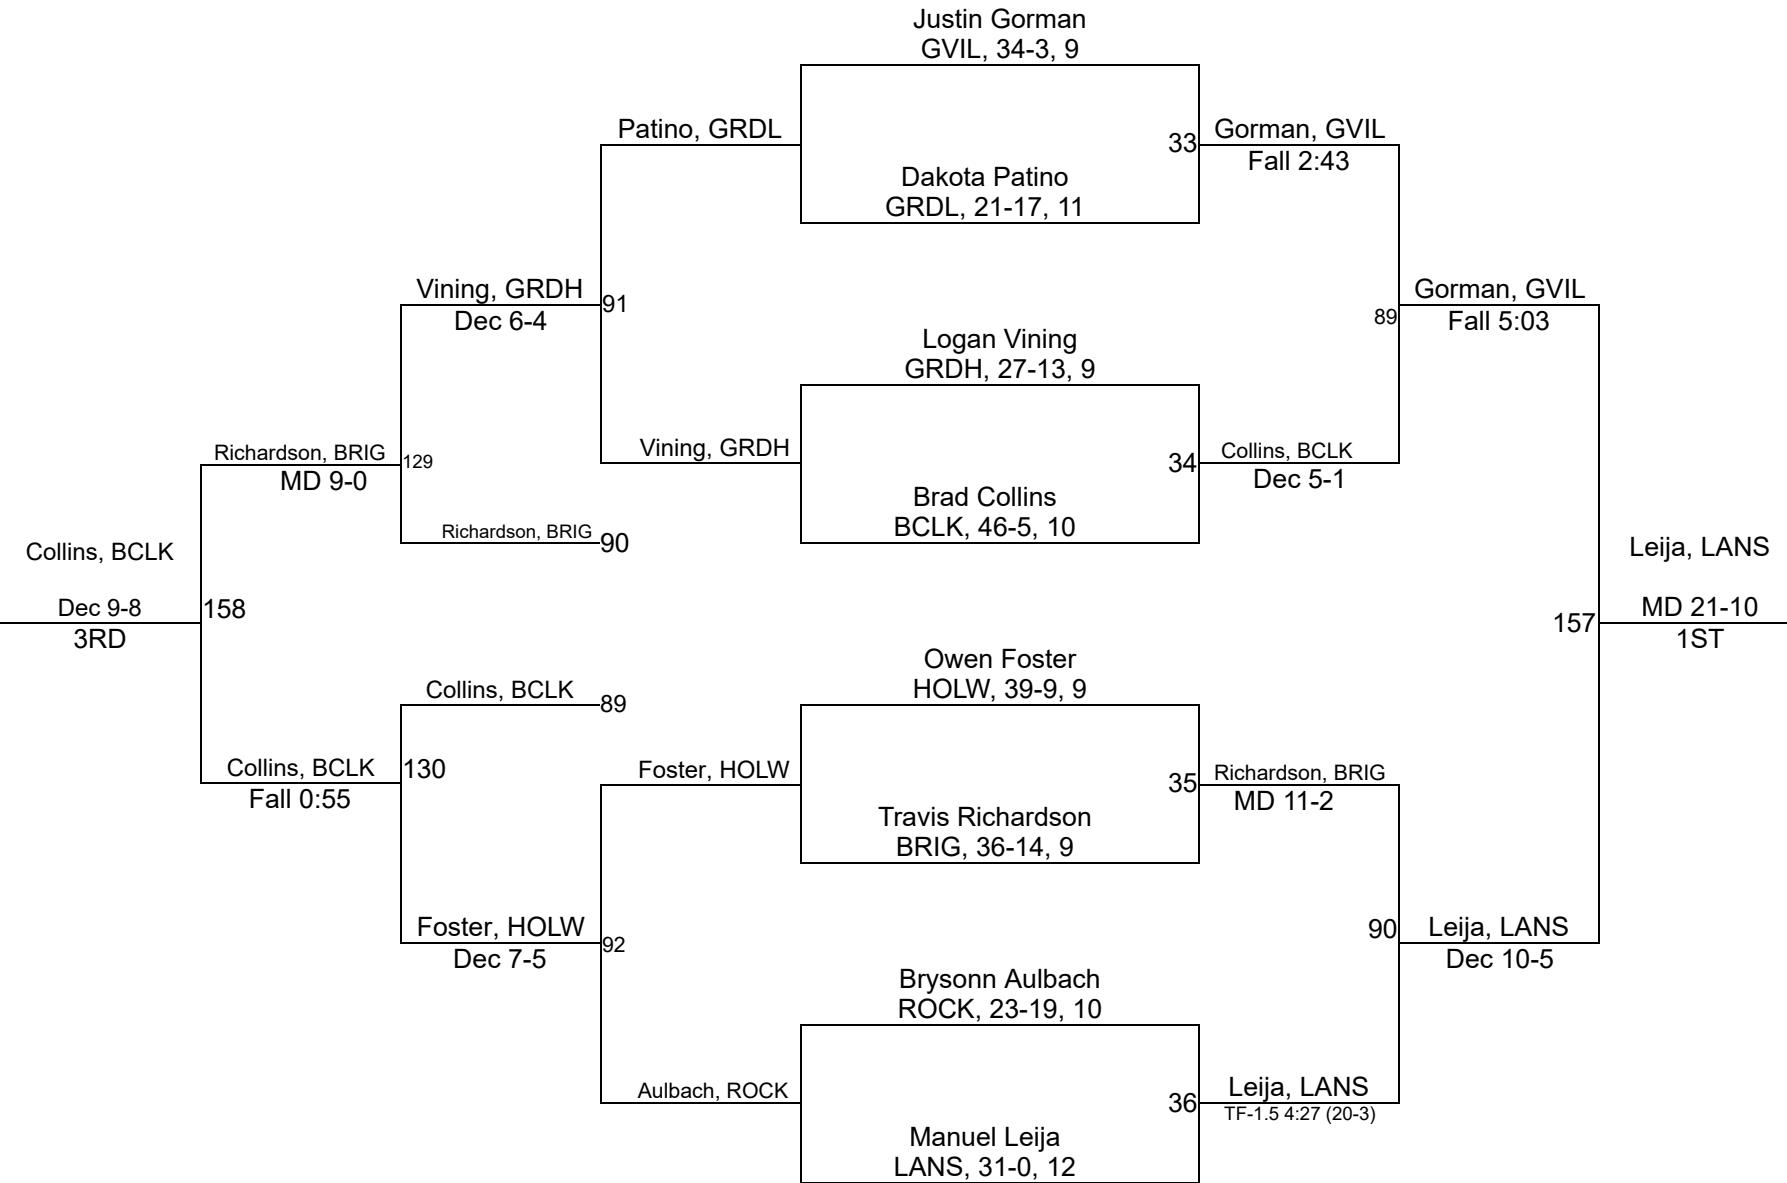 Justin Gorman
GVIL, 34-3, 9
Patino, GRDL
33
Gorman, GVIL
Fall 2:43
Dakota Patino
GRDL, 21-17, 11
Vining, GRDH
Dec 6-4
91
89
Gorman, GVIL
Fall 5:03
Logan Vining
GRDH, 27-13, 9
Richardson, BRIG
MD 9-0
129
Vining, GRDH
34
Collins, BCLK
Dec 5-1
Brad Collins
BCLK, 46-5, 10
Richardson, BRIG
90
Collins, BCLK
Dec 9-8
3RD
158
Leija, LANS
MD 21-10
1ST
157
Owen Foster
HOLW, 39-9, 9
Collins, BCLK
89
Collins, BCLK
Fall 0:55
130
Foster, HOLW
35
Richardson, BRIG
MD 11-2
Travis Richardson
BRIG, 36-14, 9
Foster, HOLW
Dec 7-5
92
90
Leija, LANS
Dec 10-5
Brysonn Aulbach
ROCK, 23-19, 10
Aulbach, ROCK
36
Leija, LANS
TF-1.5 4:27 (20-3)
Manuel Leija
LANS, 31-0, 12